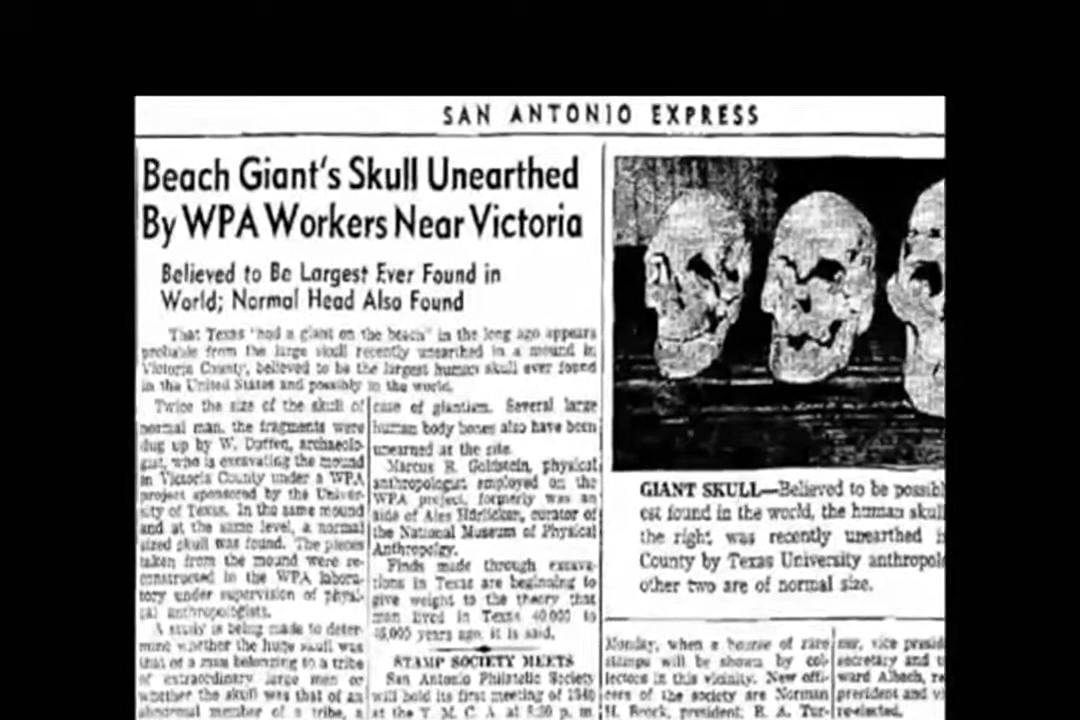 SAN ANTONIO EXPRESS
Beach Giant's Skull Unearthed
By WPA Workers Near Victoria
Believed to Be Largest Ever Found in
World; Normal Head Also Found
That Texas "had a giant on the beach" in the long ago appears
probable from the large skull recently unearthed in a mound in
Victoria County, believed to be the largest human skull ever found
in the United States and possibly in the world.
Twice the size of the skull of
normal man, the fragments were
dug up by W. Duffen, archaeolo-
gist, who is excavating the mound
in Victoria County under a WPA
project sponsored by the Univer-
sity of Texas. In the same mound
and at the same level, a normal
sized skull was found. The pieces
taken from the mound were re-
constructed in the WPA labora-
tory under supervision of physi-
cal anthropologists.
A study is being made to deter-
mine whether the huge skull was
that of a man belonging to a tribe
of extraordinary large men or
whether the skull was that of an
abnormal member of a tribe, a
case of giantism. Several large
human body bones also have been
unearned at the site.
Marcus R. Goldstein, physical
anthropologist employed on the
WPA project, formerly was an
aide of Ales Hdrlicker, curator of
the National Museum of Physical
Anthropolgy.
Finds made through excava-
tions in Texas are beginning to
give weight to the theory that
man lived in Texas 40,000 to
45,000 years ago, it is said.
STAMP SOCIETY MEETS
San Antonio Philatelic Society
will hold its first meeting of 1940
at the Y. M. C. A. at 8:30 p. m.
GIANT SKULL—Believed to be possib
est found in the world, the human skul
the right was recently unearthed i
County by Texas University anthropol
other two are of normal size.
Monday, when a bourse of rare
stamps will be shown by col-
lectors in this vicinity. New offi-
cers of the society are Norman
H. Brock, president; R. A. Tur-
ner, vice presid
secretary and t
ward Albach, re
president and v
re-elected.